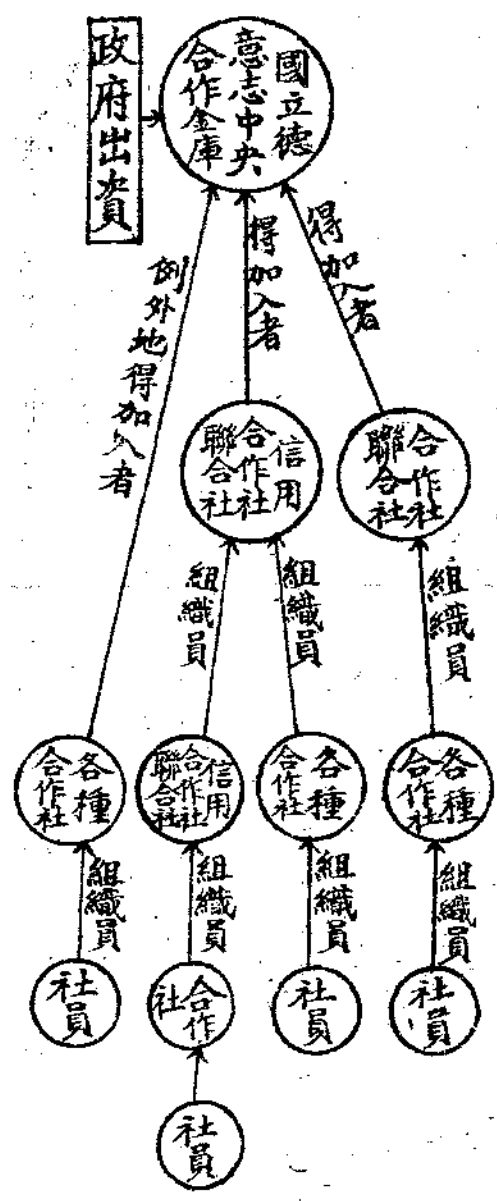 國立德
意志中央
合作金庫
政府出資
得加入者
得加入者
例外地得加入者
合作社
聯合社
信用
合作社
聯合社
組織員
組織員
組織員
各種
合作社
各種
合作社
信用
合作社
聯合社
各種
合作社
組織員
組織員
組織員
組織員
社員
社員
合作
社
社員
社員